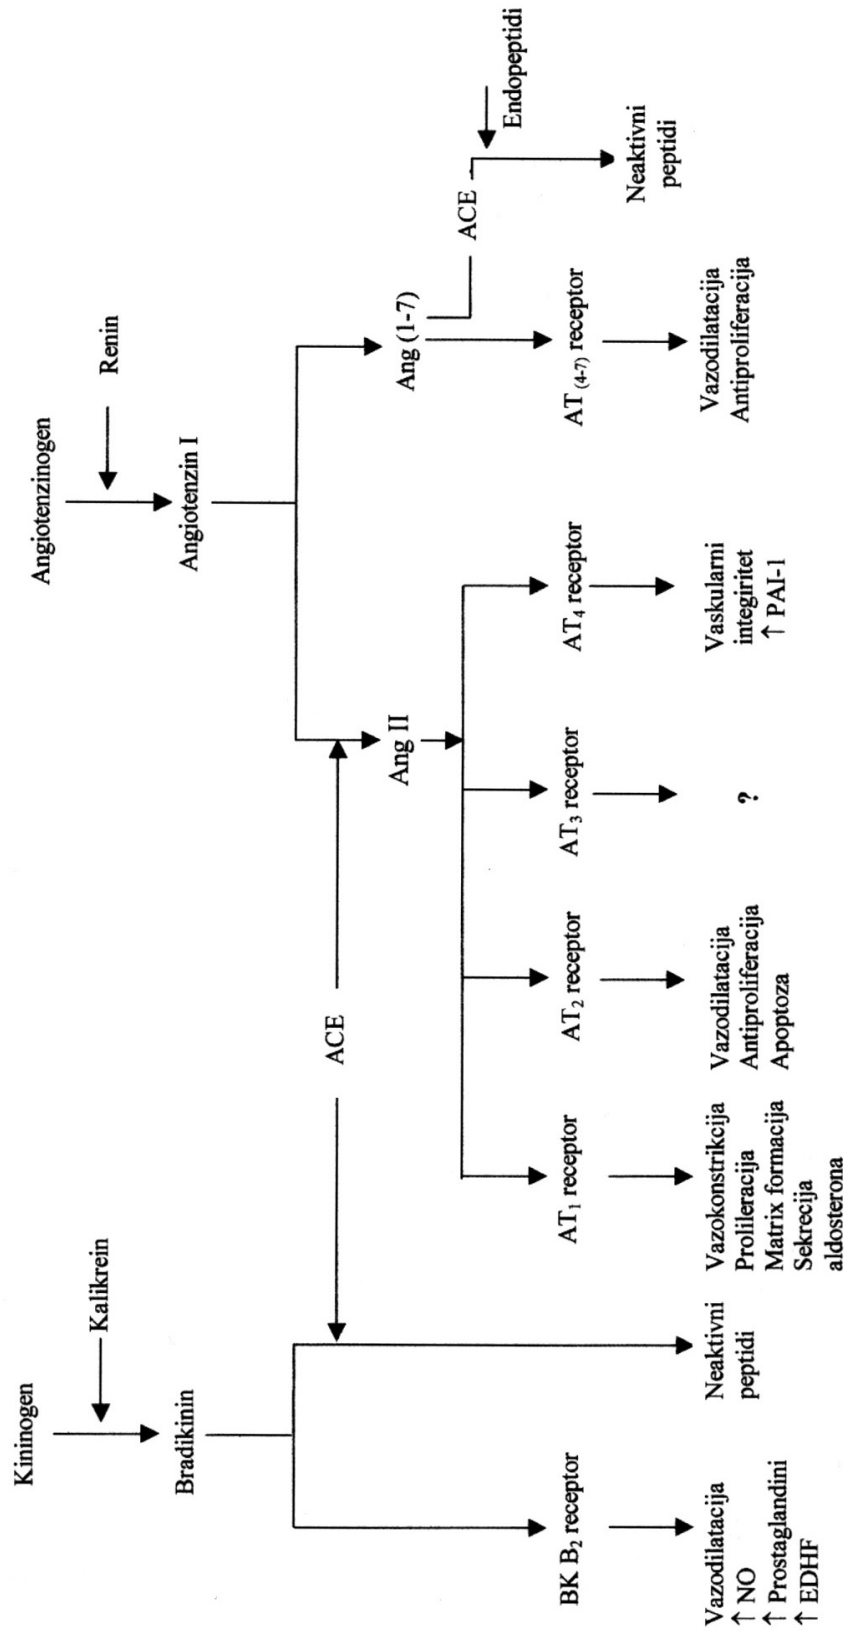 Kininogen
Kalikrein
Bradikinin
BK B₂ receptor
Vazodilatacija
↑ NO
↑ Prostaglandini
↑ EDHF
Neaktivni
peptidi
ACE
Angiotenzinogen
Renin
Angiotenzin I
Ang II
AT₁ receptor
Vazokonstrikcija
Prolileracija
Matrix formacija
Sekrecija
aldosterona
AT₂ receptor
Vazodilatacija
Antiproliferacija
Apoptoza
AT₃ receptor
?
AT₄ receptor
Vaskularni
integiritet
↑ PAI-1
Ang (1-7)
AT (4-7) receptor
Vazodilatacija
Antiproliferacija
ACE
Endopeptidi
Neaktivni
peptidi